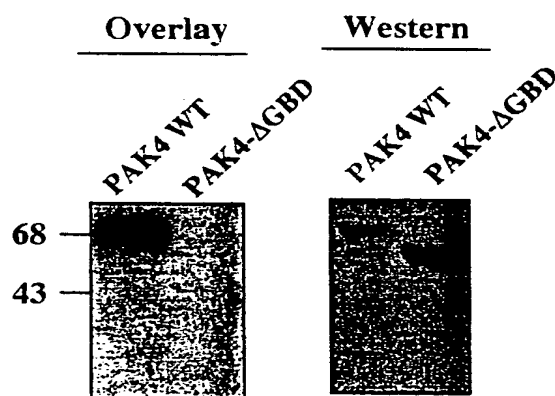 Overlay
Western
PAK4 WT
PAK4-ΔGBD
PAK4 WT
PAK4-ΔGBD
68
43